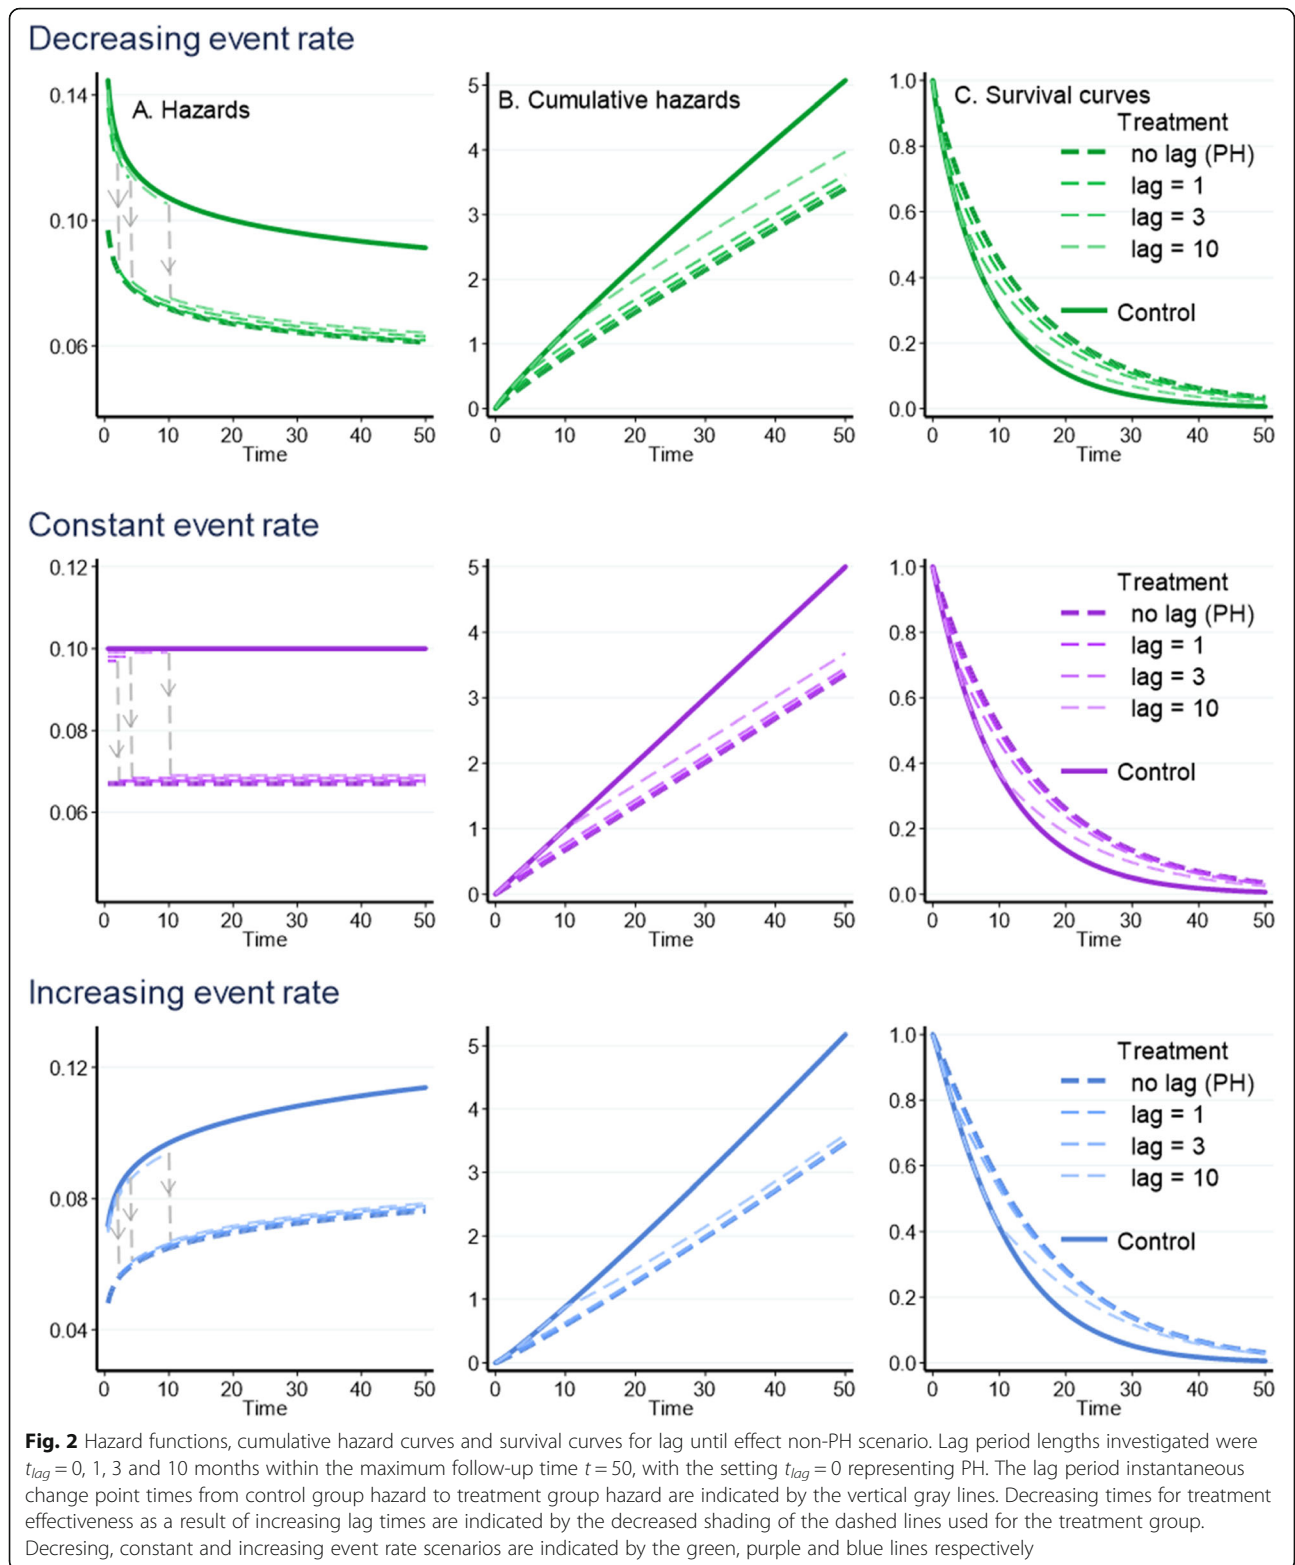 Decreasing event rate
A. Hazards
0.14
0.10
0.06
0 10 20 30 40 50
Time
B. Cumulative hazards
5
4
3
2
1
0
0 10 20 30 40 50
Time
C. Survival curves
1.0
0.8
0.6
0.4
0.2
0.0
Treatment
no lag (PH)
lag = 1
lag = 3
lag = 10
Control
0 10 20 30 40 50
Time
Constant event rate
0.12
0.10
0.08
0.06
0 10 20 30 40 50
Time
5
4
3
2
1
0
0 10 20 30 40 50
Time
1.0
0.8
0.6
0.4
0.2
0.0
Treatment
no lag (PH)
lag = 1
lag = 3
lag = 10
Control
0 10 20 30 40 50
Time
Increasing event rate
0.12
0.08
0.04
0 10 20 30 40 50
Time
5
4
3
2
1
0
0 10 20 30 40 50
Time
1.0
0.8
0.6
0.4
0.2
0.0
Treatment
no lag (PH)
lag = 1
lag = 3
lag = 10
Control
0 10 20 30 40 50
Time
Fig. 2 Hazard functions, cumulative hazard curves and survival curves for lag until effect non-PH scenario. Lag period lengths investigated were
tlag = 0, 1, 3 and 10 months within the maximum follow-up time t = 50, with the setting tlag = 0 representing PH. The lag period instantaneous
change point times from control group hazard to treatment group hazard are indicated by the vertical gray lines. Decreasing times for treatment
effectiveness as a result of increasing lag times are indicated by the decreased shading of the dashed lines used for the treatment group.
Decresing, constant and increasing event rate scenarios are indicated by the green, purple and blue lines respectively